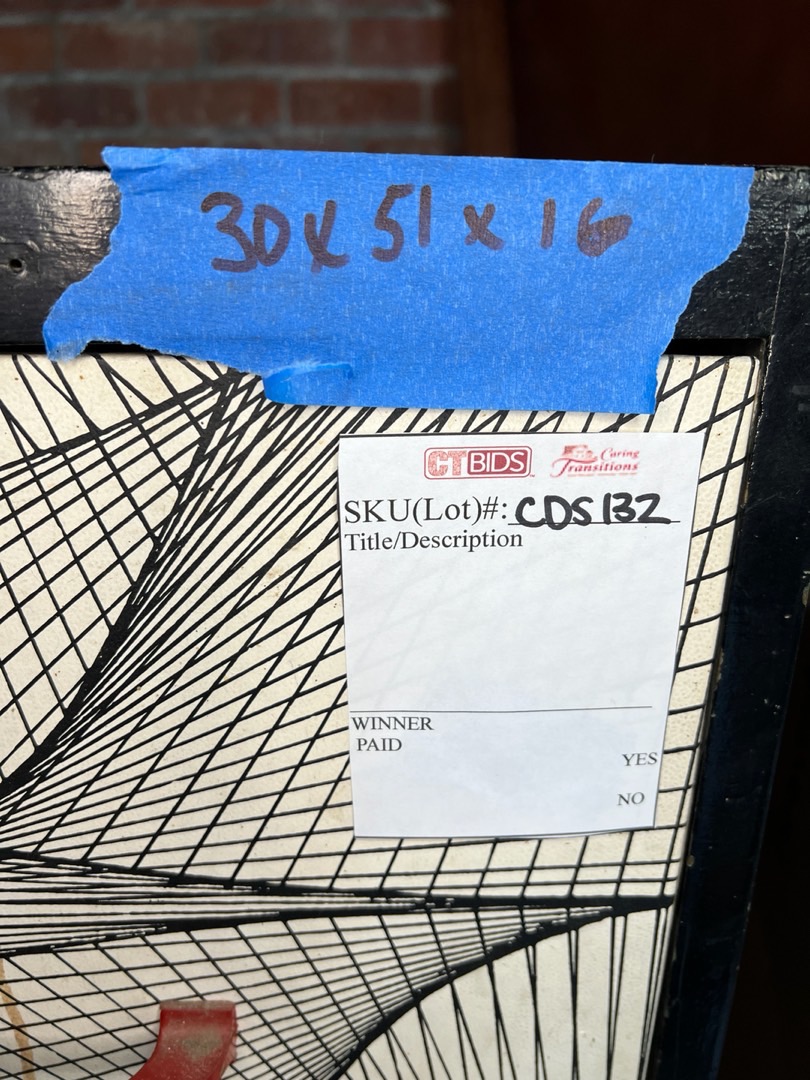 30 x 51 x 16
CTBIDS Caring
Transitions
SKU(Lot)#: CDS132
Title/Description
WINNER
PAID
YES
NO